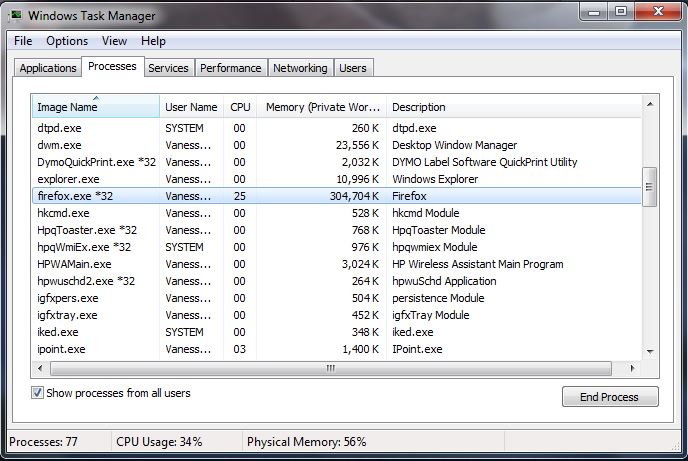 Windows Task Manager
File Options View Help
Applications Processes Services Performance Networking Users
Image Name User Name CPU Memory (Private Wor... Description
dtpd.exe SYSTEM 00 260 K dtpd.exe
dwm.exe Vaness... 00 23,556 K Desktop Window Manager
DymoQuickPrint.exe *32 Vaness... 00 2,032 K DYMO Label Software QuickPrint Utility
explorer.exe Vaness... 00 10,996 K Windows Explorer
firefox.exe *32 Vaness... 25 304,704 K Firefox
hkcmd.exe Vaness... 00 528 K hkcmd Module
HpqToaster.exe *32 Vaness... 00 768 K HpqToaster Module
hpqWmiEx.exe *32 SYSTEM 00 976 K hpqwmiex Module
HPWAMain.exe Vaness... 00 3,024 K HP Wireless Assistant Main Program
hpwuschd2.exe *32 Vaness... 00 264 K hpwuSchd Application
igfxpers.exe Vaness... 00 504 K persistence Module
igfxtray.exe Vaness... 00 452 K igfxTray Module
iked.exe SYSTEM 00 348 K iked.exe
ipoint.exe Vaness... 03 1,400 K IPoint.exe
Show processes from all users
End Process
Processes: 77 CPU Usage: 34% Physical Memory: 56%